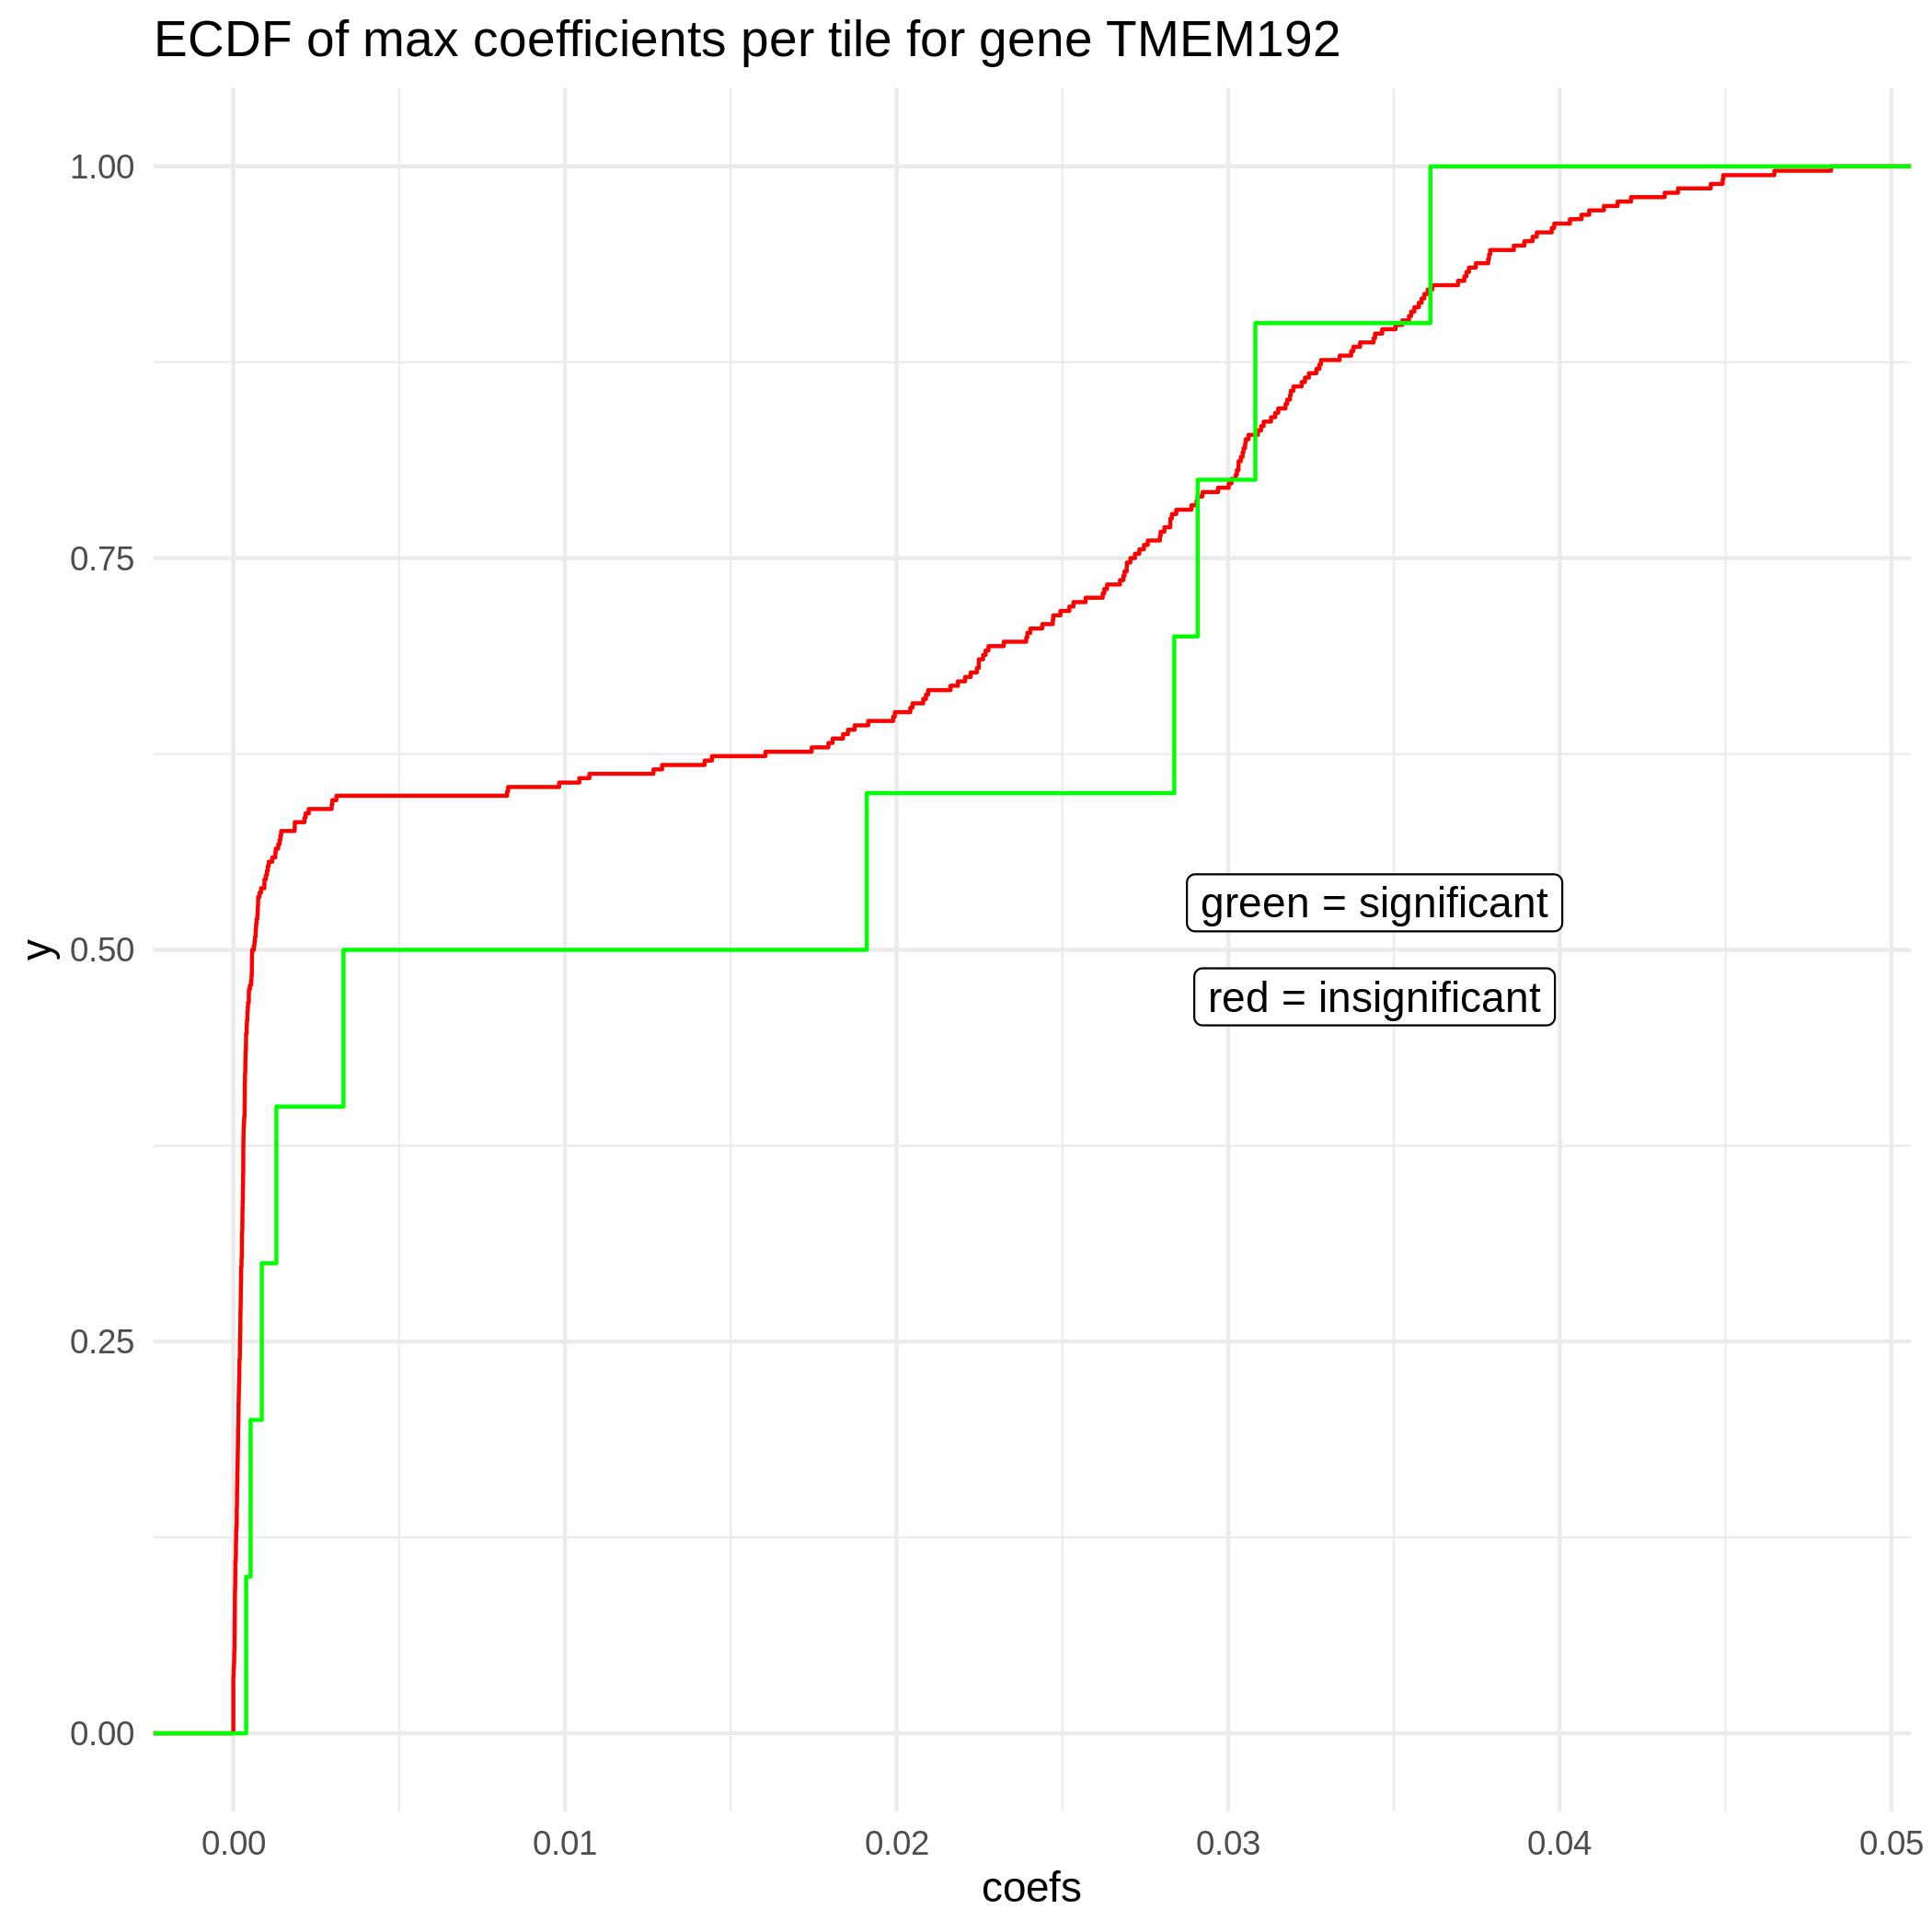 ECDF of max coefficients per tile for gene TMEM192
1.00
0.75
0.50
0.25
0.00
y
green = significant
red = insignificant
0.00 0.01 0.02 0.03 0.04 0.05
coefs